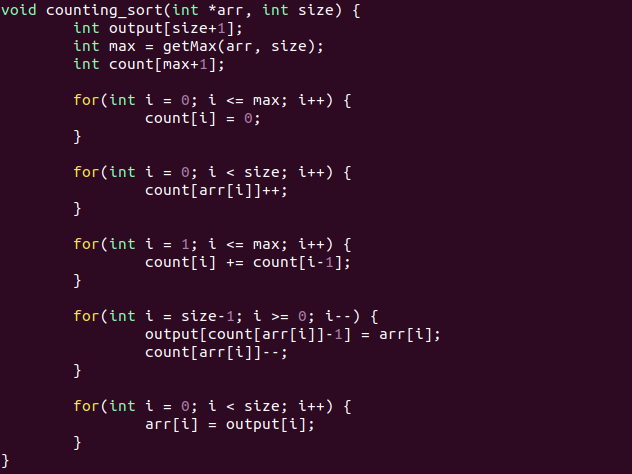 void counting_sort(int *arr, int size) {
        int output[size+1];
        int max = getMax(arr, size);
        int count[max+1];

        for(int i = 0; i <= max; i++) {
                count[i] = 0;
        }

        for(int i = 0; i < size; i++) {
                count[arr[i]]++;
        }

        for(int i = 1; i <= max; i++) {
                count[i] += count[i-1];
        }

        for(int i = size-1; i >= 0; i--) {
                output[count[arr[i]]-1] = arr[i];
                count[arr[i]]--;
        }

        for(int i = 0; i < size; i++) {
                arr[i] = output[i];
        }
}